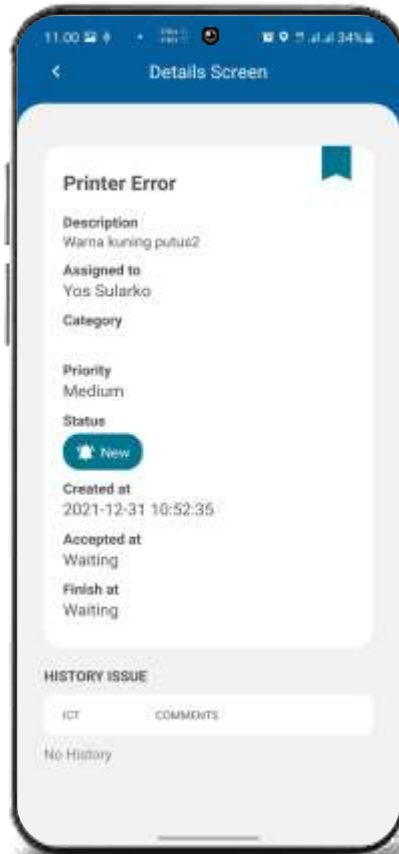 11.00
34%
Details Screen
Printer Error
Description
Warna kuning putus2
Assigned to
Yos Sularko
Category
Priority
Medium
Status
New
Created at
2021-12-31 10:52:35
Accepted at
Waiting
Finish at
Waiting
HISTORY ISSUE
ICT COMMENTS
No History